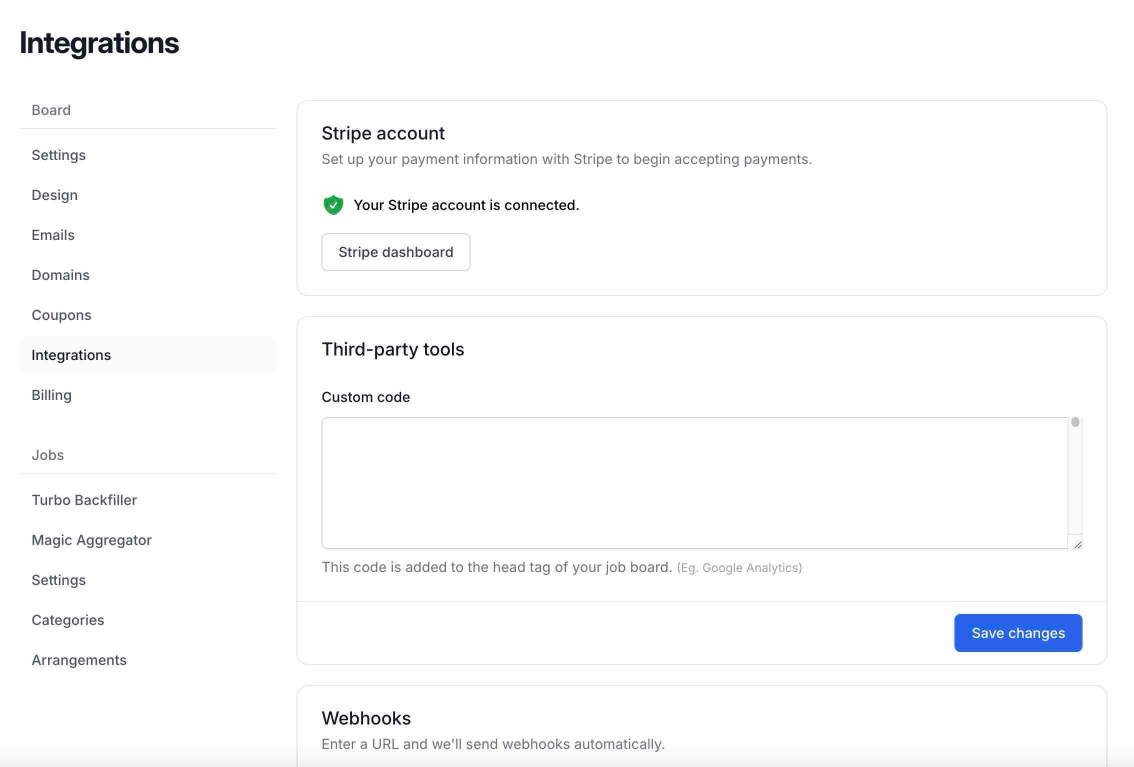 Integrations
Board
Settings
Design
Emails
Domains
Coupons
Integrations
Billing
Jobs
Turbo Backfiller
Magic Aggregator
Settings
Categories
Arrangements
Stripe account
Set up your payment information with Stripe to begin accepting payments.
Your Stripe account is connected.
Stripe dashboard
Third-party tools
Custom code
This code is added to the head tag of your job board. (Eg. Google Analytics)
Save changes
Webhooks
Enter a URL and we'll send webhooks automatically.